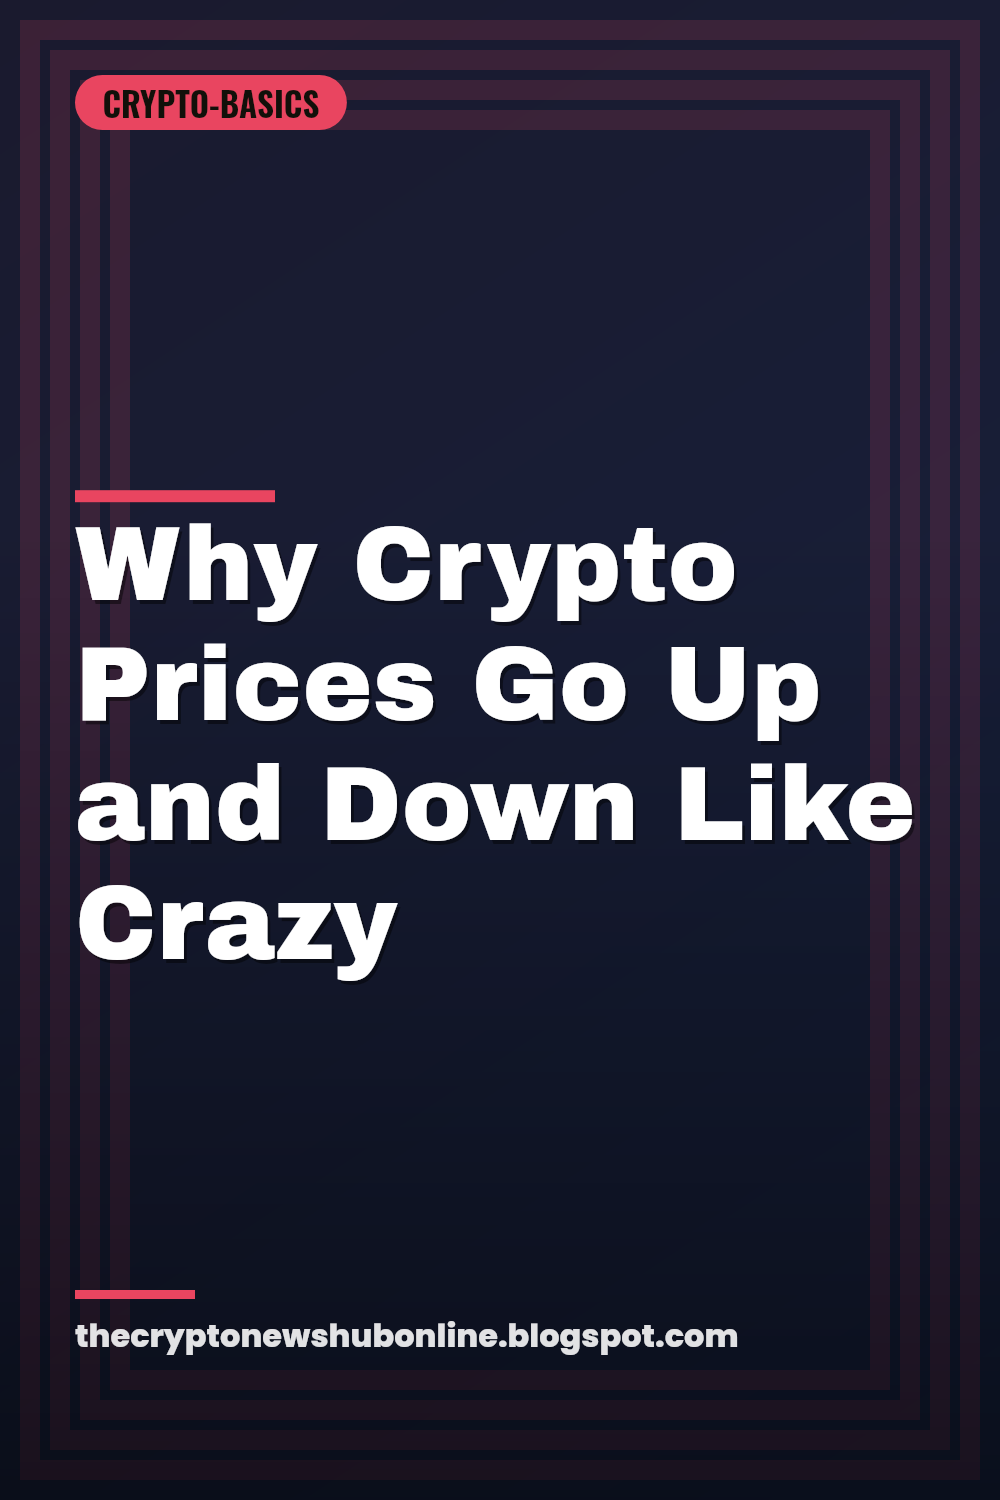 CRYPTO-BASICS
Why Crypto
Prices Go Up
and Down Like
Crazy
thecryptonewshubonline.blogspot.com